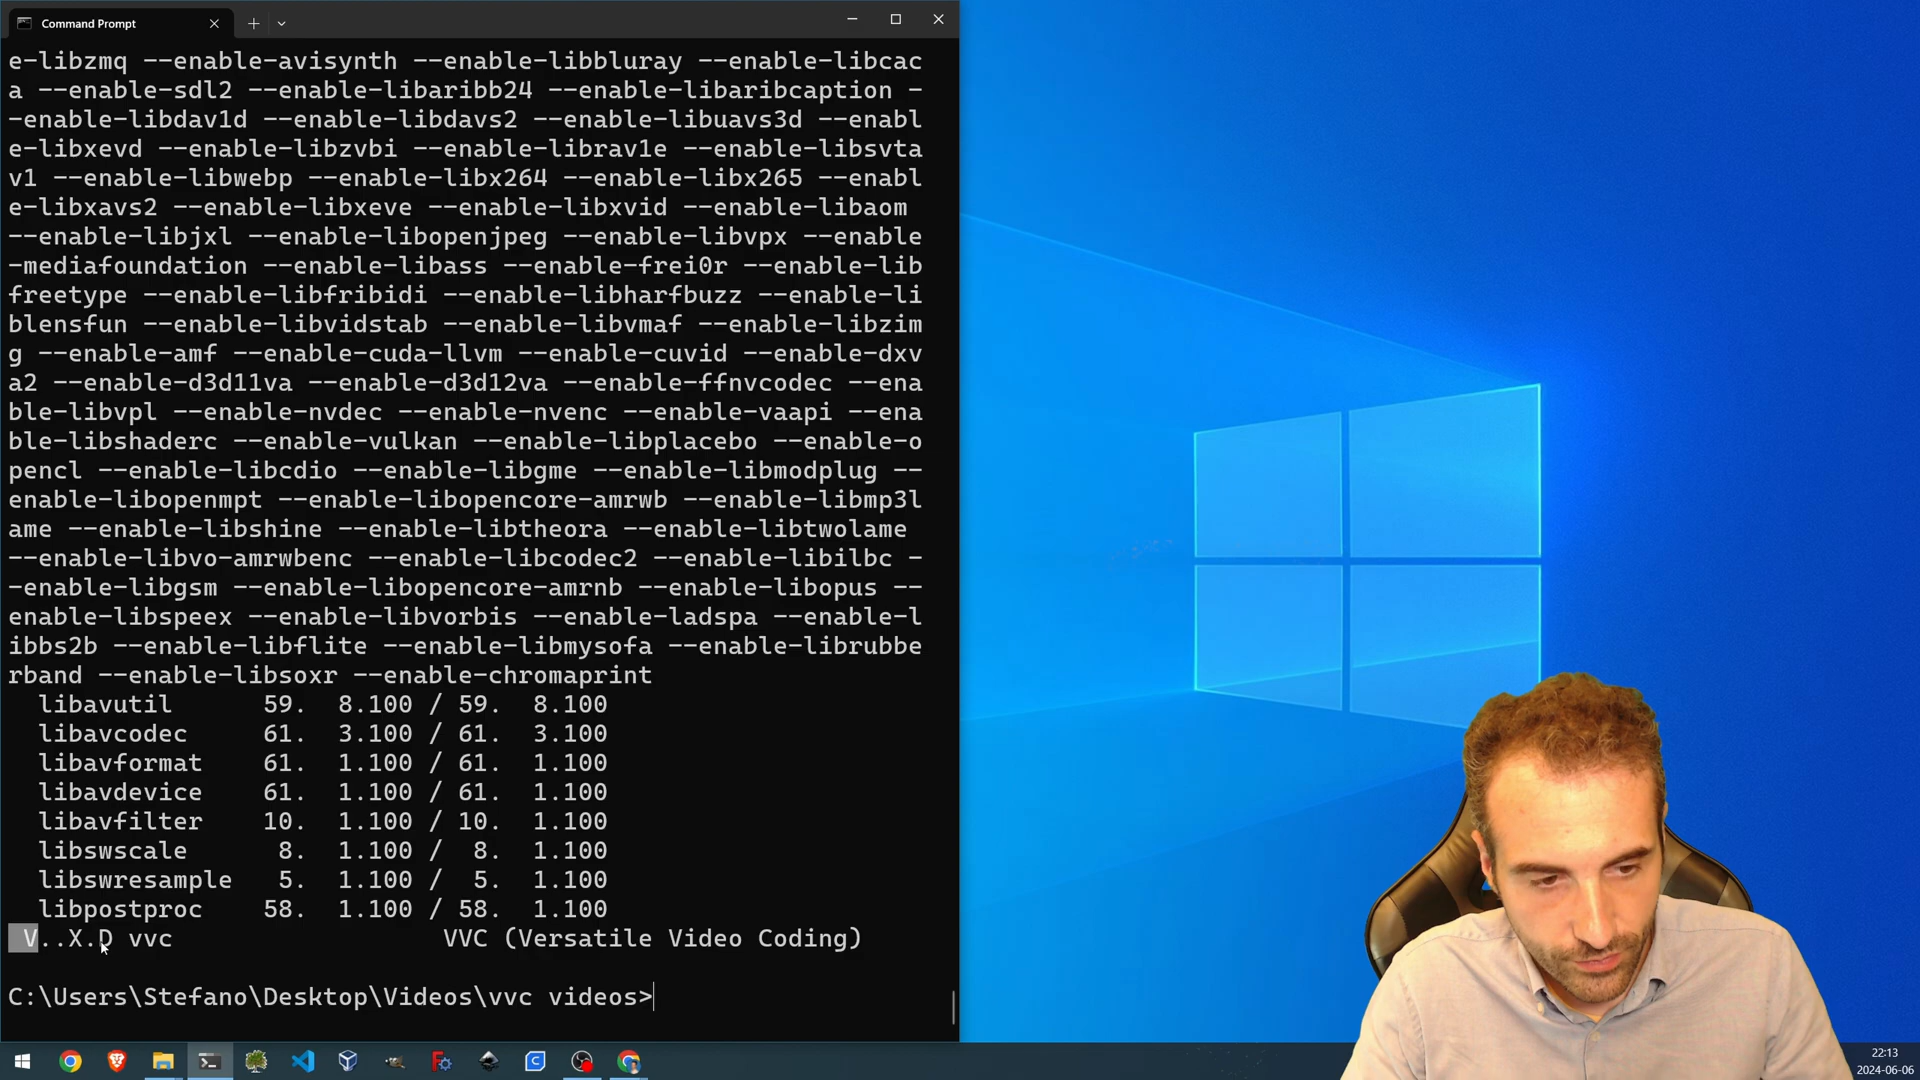 Command Prompt
e-libzmq --enable-avisynth --enable-libbluray --enable-libcac
a --enable-sdl2 --enable-libaribb24 --enable-libaribcaption -
-enable-libdav1d --enable-libdavs2 --enable-libuavs3d --enabl
e-libxevd --enable-libzvbi --enable-librav1e --enable-libsvta
v1 --enable-libwebp --enable-libx264 --enable-libx265 --enabl
e-libxavs2 --enable-libxeve --enable-libxvid --enable-libaom
--enable-libjxl --enable-libopenjpeg --enable-libvpx --enable
-mediafoundation --enable-libass --enable-frei0r --enable-lib
freetype --enable-libfribidi --enable-libharfbuzz --enable-li
blensfun --enable-libvidstab --enable-libvmaf --enable-libzim
g --enable-amf --enable-cuda-llvm --enable-cuvid --enable-dxv
a2 --enable-d3d11va --enable-d3d12va --enable-ffnvcodec --ena
ble-libvpl --enable-nvdec --enable-nvenc --enable-vaapi --ena
ble-libshaderc --enable-vulkan --enable-libplacebo --enable-o
pencl --enable-libcdio --enable-libgme --enable-libmodplug --
enable-libopenmpt --enable-libopencore-amrwb --enable-libmp3l
ame --enable-libshine --enable-libtheora --enable-libtwolame
--enable-libvo-amrwbenc --enable-libcodec2 --enable-libilbc -
-enable-libgsm --enable-libopencore-amrnb --enable-libopus --
enable-libspeex --enable-libvorbis --enable-ladspa --enable-l
ibbs2b --enable-libflite --enable-libmysofa --enable-librubbe
rband --enable-libsoxr --enable-chromaprint
libavutil 59. 8.100 / 59. 8.100
libavcodec 61. 3.100 / 61. 3.100
libavformat 61. 1.100 / 61. 1.100
libavdevice 61. 1.100 / 61. 1.100
libavfilter 10. 1.100 / 10. 1.100
libswscale 8. 1.100 / 8. 1.100
libswresample 5. 1.100 / 5. 1.100
libpostproc 58. 1.100 / 58. 1.100
V..X.D vvc VVC (Versatile Video Coding)
C:\Users\Stefano\Desktop\Videos\vvc videos>
22:13
2024-06-06